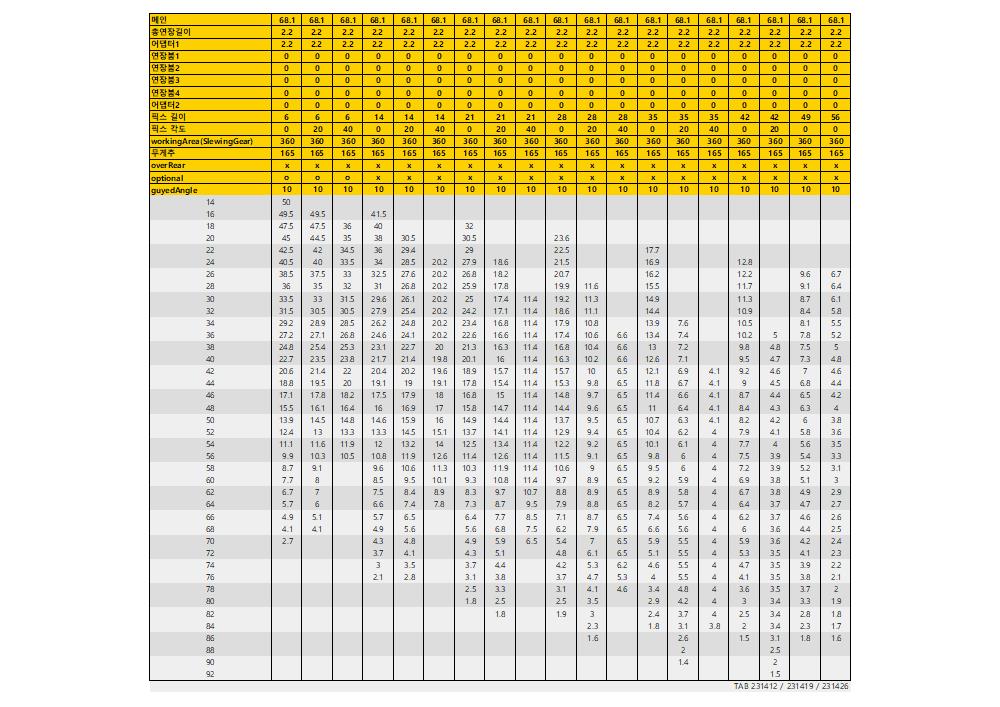 메인 68.1 68.1 68.1 68.1 68.1 68.1 68.1 68.1 68.1 68.1 68.1 68.1 68.1 68.1 68.1 68.1 68.1 68.1 68.1
총연장길이 2.2 2.2 2.2 2.2 2.2 2.2 2.2 2.2 2.2 2.2 2.2 2.2 2.2 2.2 2.2 2.2 2.2 2.2 2.2
어댑터1 2.2 2.2 2.2 2.2 2.2 2.2 2.2 2.2 2.2 2.2 2.2 2.2 2.2 2.2 2.2 2.2 2.2 2.2 2.2
연장붐1 0 0 0 0 0 0 0 0 0 0 0 0 0 0 0 0 0 0 0
연장붐2 0 0 0 0 0 0 0 0 0 0 0 0 0 0 0 0 0 0 0
연장붐3 0 0 0 0 0 0 0 0 0 0 0 0 0 0 0 0 0 0 0
연장붐4 0 0 0 0 0 0 0 0 0 0 0 0 0 0 0 0 0 0 0
어댑터2 0 0 0 0 0 0 0 0 0 0 0 0 0 0 0 0 0 0 0
픽스 길이 6 6 6 14 14 14 21 21 21 28 28 28 35 35 35 42 42 49 56
픽스 각도 0 20 40 0 20 40 0 20 40 0 20 40 0 20 40 0 20 0 0
workingArea(SlewingGear) 360 360 360 360 360 360 360 360 360 360 360 360 360 360 360 360 360 360 360
무게추 165 165 165 165 165 165 165 165 165 165 165 165 165 165 165 165 165 165 165
overRear x x x x x x x x x x x x x x x x x x x
optional o o o x x x x x x x x x x x x x x x x
guyedAngle 10 10 10 10 10 10 10 10 10 10 10 10 10 10 10 10 10 10 10
14 50
16 49.5 49.5 41.5
18 47.5 47.5 36 40 32
20 45 44.5 35 38 30.5 30.5 23.6
22 42.5 42 34.5 36 29.4 29 22.5 17.7
24 40.5 40 33.5 34 28.5 20.2 27.9 18.6 21.5 16.9 12.8
26 38.5 37.5 33 32.5 27.6 20.2 26.8 18.2 20.7 16.2 12.2 9.6 6.7
28 36 35 32 31 26.8 20.2 25.9 17.8 19.9 11.6 15.5 11.7 9.1 6.4
30 33.5 33 31.5 29.6 26.1 20.2 25 17.4 11.4 19.2 11.3 14.9 11.3 8.7 6.1
32 31.5 30.5 30.5 27.9 25.4 20.2 24.2 17.1 11.4 18.6 11.1 14.4 10.9 8.4 5.8
34 29.2 28.9 28.5 26.2 24.8 20.2 23.4 16.8 11.4 17.9 10.8 13.9 7.6 10.5 8.1 5.5
36 27.2 27.1 26.8 24.6 24.1 20.2 22.6 16.6 11.4 17.4 10.6 6.6 13.4 7.4 10.2 5 7.8 5.2
38 24.8 25.4 25.3 23.1 22.7 20 21.3 16.3 11.4 16.8 10.4 6.6 13 7.2 9.8 4.8 7.5 5
40 22.7 23.5 23.8 21.7 21.4 19.8 20.1 16 11.4 16.3 10.2 6.6 12.6 7.1 9.5 4.7 7.3 4.8
42 20.6 21.4 22 20.4 20.2 19.6 18.9 15.7 11.4 15.7 10 6.5 12.1 6.9 4.1 9.2 4.6 7 4.6
44 18.8 19.5 20 19.1 19 19.1 17.8 15.4 11.4 15.3 9.8 6.5 11.8 6.7 4.1 9 4.5 6.8 4.4
46 17.1 17.8 18.2 17.5 17.9 18 16.8 15 11.4 14.8 9.7 6.5 11.4 6.6 4.1 8.7 4.4 6.5 4.2
48 15.5 16.1 16.4 16 16.9 17 15.8 14.7 11.4 14.4 9.6 6.5 11 6.4 4.1 8.4 4.3 6.3 4
50 13.9 14.5 14.8 14.6 15.9 16 14.9 14.4 11.4 13.7 9.5 6.5 10.7 6.3 4.1 8.2 4.2 6 3.8
52 12.4 13 13.3 13.3 14.5 15.1 13.7 14.1 11.4 12.9 9.4 6.5 10.4 6.2 4 7.9 4.1 5.8 3.6
54 11.1 11.6 11.9 12 13.2 14 12.5 13.4 11.4 12.2 9.2 6.5 10.1 6.1 4 7.7 4 5.6 3.5
56 9.9 10.3 10.5 10.8 11.9 12.6 11.4 12.6 11.4 11.5 9.1 6.5 9.8 6 4 7.5 3.9 5.4 3.3
58 8.7 9.1 9.6 10.6 11.3 10.3 11.9 11.4 10.6 9 6.5 9.5 6 4 7.2 3.9 5.2 3.1
60 7.7 8 8.5 9.5 10.1 9.3 10.8 11.4 9.7 8.9 6.5 9.2 5.9 4 6.9 3.8 5.1 3
62 6.7 7 7.5 8.4 8.9 8.3 9.7 10.7 8.8 8.9 6.5 8.9 5.8 4 6.7 3.8 4.9 2.9
64 5.7 6 6.6 7.4 7.8 7.3 8.7 9.5 7.9 8.8 6.5 8.2 5.7 4 6.4 3.7 4.7 2.7
66 4.9 5.1 5.7 6.5 6.4 7.7 8.5 7.1 8.7 6.5 7.4 5.6 4 6.2 3.7 4.6 2.6
68 4.1 4.1 4.9 5.6 5.6 6.8 7.5 6.2 7.9 6.5 6.6 5.6 4 6 3.6 4.4 2.5
70 2.7 4.3 4.8 4.9 5.9 6.5 5.4 7 6.5 5.9 5.5 4 5.9 3.6 4.2 2.4
72 3.7 4.1 4.3 5.1 4.8 6.1 6.5 5.1 5.5 4 5.3 3.5 4.1 2.3
74 3 3.5 3.7 4.4 4.2 5.3 6.2 4.6 5.5 4 4.7 3.5 3.9 2.2
76 2.1 2.8 3.1 3.8 3.7 4.7 5.3 4 5.5 4 4.1 3.5 3.8 2.1
78 2.5 3.3 3.1 4.1 4.6 3.4 4.8 4 3.6 3.5 3.7 2
80 1.8 2.5 2.5 3.5 2.9 4.2 4 3 3.4 3.3 1.9
82 1.8 1.9 3 2.4 3.7 4 2.5 3.4 2.8 1.8
84 2.3 1.8 3.1 3.8 2 3.4 2.3 1.7
86 1.6 2.6 1.5 3.1 1.8 1.6
88 2 2.5
90 1.4 2
92 1.5
TAB 231412 / 231419 / 231426